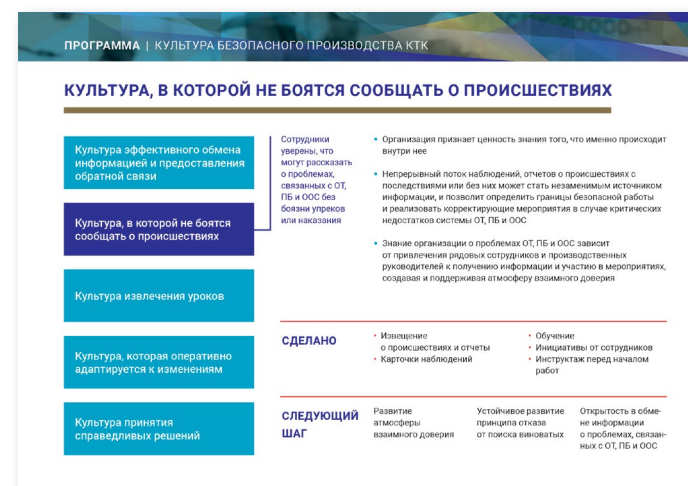 ПРОГРАММА | КУЛЬТУРА БЕЗОПАСНОГО ПРОИЗВОДСТВА КТК
КУЛЬТУРА, В КОТОРОЙ НЕ БОЯТСЯ СООБЩАТЬ О ПРОИСШЕСТВИЯХ
Культура эффективного обмена
информацией и предоставления
обратной связи
Культура, в которой не боятся
сообщать о происшествиях
Культура извлечения уроков
Культура, которая оперативно
адаптируется к изменениям
Культура принятия
справедливых решений
Сотрудники
уверены, что
могут рассказать
о проблемах,
связанных с ОТ,
ПБ и ООС без
боязни упреков
или наказания
• Организация признает ценность знания того, что именно происходит
внутри нее
• Непрерывный поток наблюдений, отчетов о происшествиях с
последствиями или без них может стать незаменимым источником
информации, и позволит определить границы безопасной работы
и реализовать корректирующие мероприятия в случае критических
недостатков системы ОТ, ПБ и ООС
• Знание организации о проблемах ОТ, ПБ и ООС зависит
от привлечения рядовых сотрудников и производственных
руководителей к получению информации и участию в мероприятиях,
создавая и поддерживая атмосферу взаимного доверия
СДЕЛАНО
• Извещение
о происшествиях и отчеты
• Карточки наблюдений
• Обучение
• Инициативы от сотрудников
• Инструктаж перед началом
работ
СЛЕДУЮЩИЙ
ШАГ
Развитие
атмосферы
взаимного доверия
Устойчивое развитие
принципа отказа
от поиска виноватых
Открытость в обме-
не информации
о проблемах, связан-
ных с ОТ, ПБ и ООС